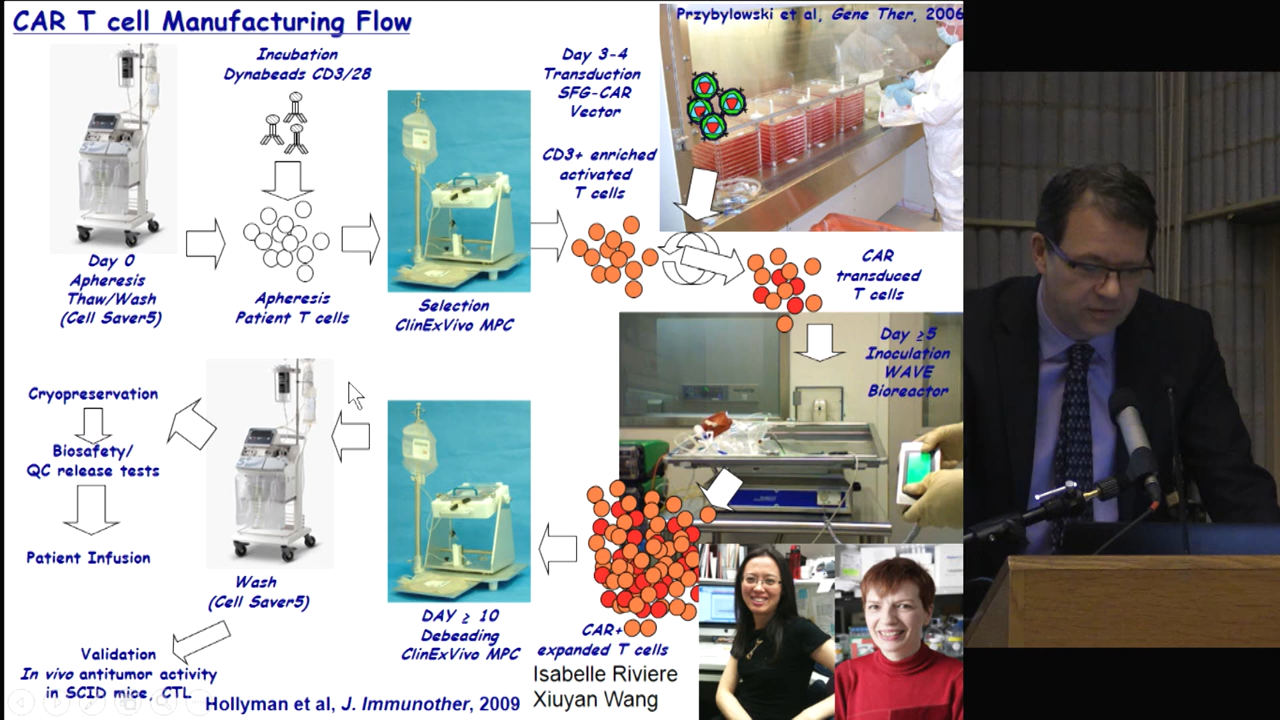 CAR T cell Manufacturing Flow
Przybylowski et al, Gene Ther, 2006
Incubation
Dynabeads CD3/28
Day 3-4
Transduction
SFG-CAR
Vector
CD3+ enriched
activated
T cells
Day 0
Apheresis
Thaw/Wash
(Cell Saver5)
Apheresis
Patient T cells
Selection
ClinExVivo MPC
CAR
transduced
T cells
Day ≥5
Inoculation
WAVE
Bioreactor
Cryopreservation
Biosafety/
QC release tests
Patient Infusion
Wash
(Cell Saver5)
DAY ≥ 10
Debeading
ClinExVivo MPC
CAR+
expanded T cells
Validation
In vivo antitumor activity
in SCID mice, CTL
Hollyman et al, J. Immunother, 2009
Isabelle Riviere
Xiuyan Wang